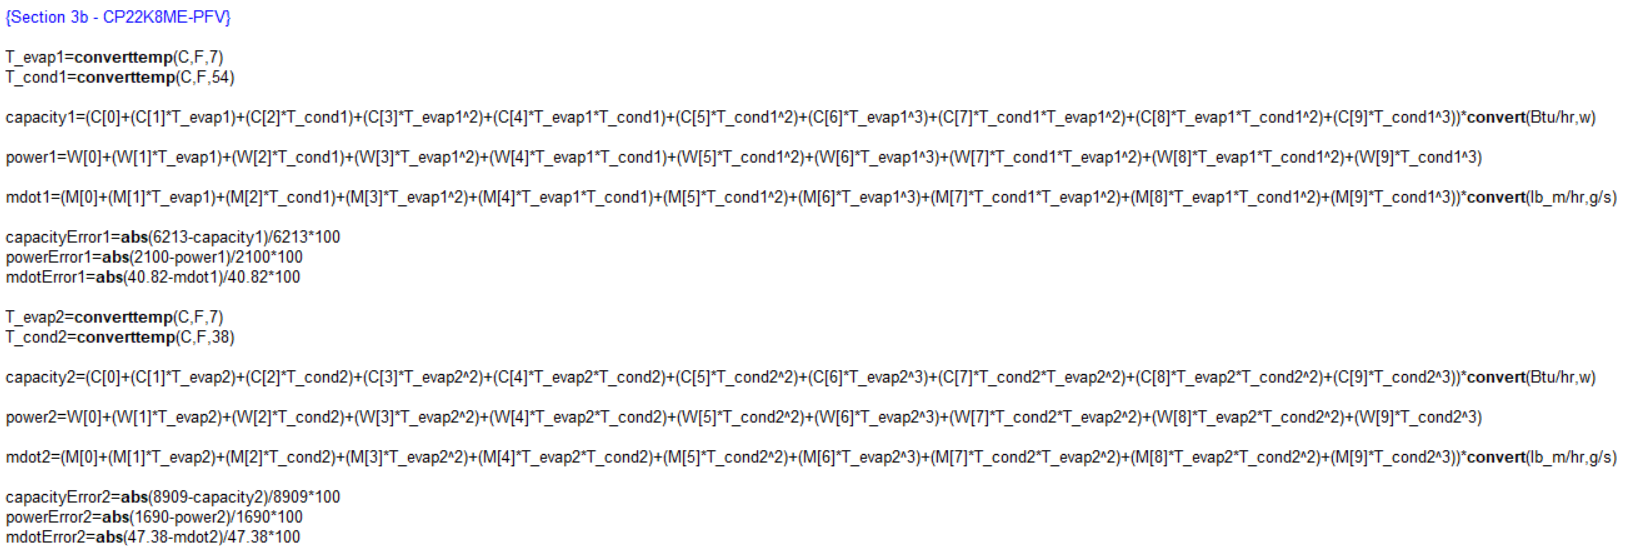 {Section 3b - CP22K8ME-PFV}
T_evap1=converttemp(C,F,7)
T_cond1=converttemp(C,F,54)
capacity1=(C[0]+(C[1]*T_evap1)+(C[2]*T_cond1)+(C[3]*T_evap1^2)+(C[4]*T_evap1*T_cond1)+(C[5]*T_cond1^2)+(C[6]*T_evap1^3)+(C[7]*T_cond1*T_evap1^2)+(C[8]*T_evap1*T_cond1^2)+(C[9]*T_cond1^3))*convert(Btu/hr,w)
power1=W[0]+(W[1]*T_evap1)+(W[2]*T_cond1)+(W[3]*T_evap1^2)+(W[4]*T_evap1*T_cond1)+(W[5]*T_cond1^2)+(W[6]*T_evap1^3)+(W[7]*T_cond1*T_evap1^2)+(W[8]*T_evap1*T_cond1^2)+(W[9]*T_cond1^3)
mdot1=(M[0]+(M[1]*T_evap1)+(M[2]*T_cond1)+(M[3]*T_evap1^2)+(M[4]*T_evap1*T_cond1)+(M[5]*T_cond1^2)+(M[6]*T_evap1^3)+(M[7]*T_cond1*T_evap1^2)+(M[8]*T_evap1*T_cond1^2)+(M[9]*T_cond1^3))*convert(lb_m/hr,g/s)
capacityError1=abs(6213-capacity1)/6213*100
powerError1=abs(2100-power1)/2100*100
mdotError1=abs(40.82-mdot1)/40.82*100
T_evap2=converttemp(C,F,7)
T_cond2=converttemp(C,F,38)
capacity2=(C[0]+(C[1]*T_evap2)+(C[2]*T_cond2)+(C[3]*T_evap2^2)+(C[4]*T_evap2*T_cond2)+(C[5]*T_cond2^2)+(C[6]*T_evap2^3)+(C[7]*T_cond2*T_evap2^2)+(C[8]*T_evap2*T_cond2^2)+(C[9]*T_cond2^3))*convert(Btu/hr,w)
power2=W[0]+(W[1]*T_evap2)+(W[2]*T_cond2)+(W[3]*T_evap2^2)+(W[4]*T_evap2*T_cond2)+(W[5]*T_cond2^2)+(W[6]*T_evap2^3)+(W[7]*T_cond2*T_evap2^2)+(W[8]*T_evap2*T_cond2^2)+(W[9]*T_cond2^3)
mdot2=(M[0]+(M[1]*T_evap2)+(M[2]*T_cond2)+(M[3]*T_evap2^2)+(M[4]*T_evap2*T_cond2)+(M[5]*T_cond2^2)+(M[6]*T_evap2^3)+(M[7]*T_cond2*T_evap2^2)+(M[8]*T_evap2*T_cond2^2)+(M[9]*T_cond2^3))*convert(lb_m/hr,g/s)
capacityError2=abs(8909-capacity2)/8909*100
powerError2=abs(1690-power2)/1690*100
mdotError2=abs(47.38-mdot2)/47.38*100